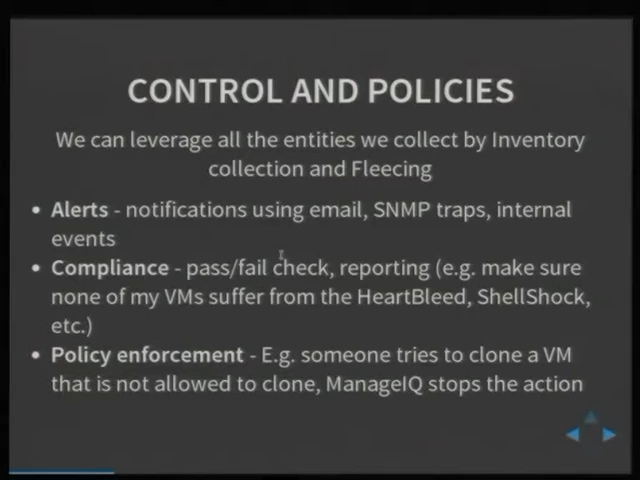 CONTROL AND POLICIES
We can leverage all the entities we collect by Inventory
collection and Fleecing
• Alerts - notifications using email, SNMP traps, internal
events
• Compliance - pass/fail check, reporting (e.g. make sure
none of my VMs suffer from the HeartBleed, ShellShock,
etc.)
• Policy enforcement - E.g. someone tries to clone a VM
that is not allowed to clone, ManageIQ stops the action